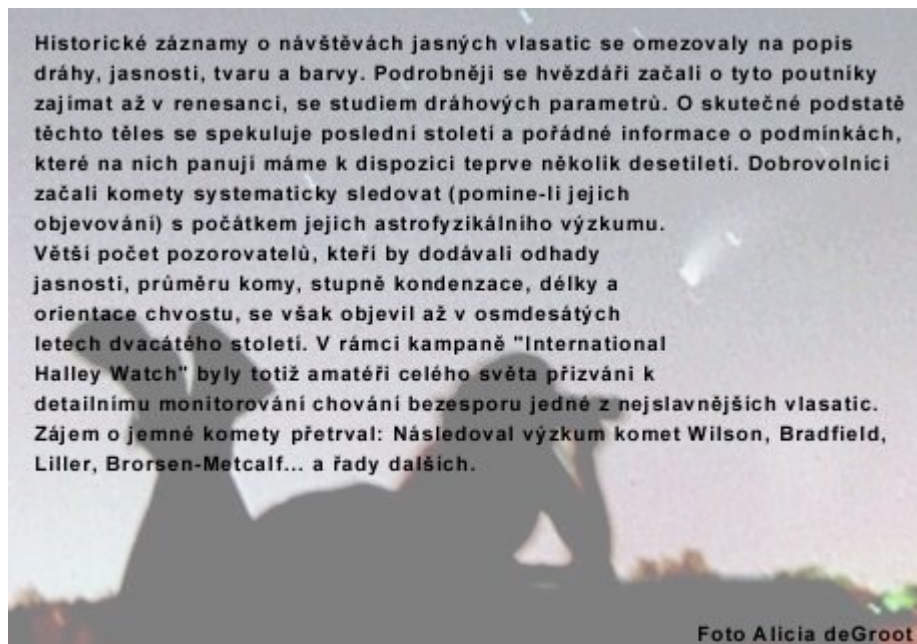 Historické záznamy o návštěvách jasných vlasatic se omezovaly na popis
dráhy, jasnosti, tvaru a barvy. Podrobněji se hvězdáři začali o tyto poutníky
zajímat až v renesanci, se studiem dráhových parametrů. O skutečné podstatě
těchto těles se spekuluje poslední století a pořádné informace o podmínkách,
které na nich panují máme k dispozici teprve několik desetiletí. Dobrovolníci
začali komety systematicky sledovat (pomine-li jejich
objevování) s počátkem jejich astrofyzikálního výzkumu.
Větší počet pozorovatelů, kteří by dodávali odhady
jasnosti, průměru komy, stupně kondenzace, délky a
orientace chvostu, se však objevil až v osmdesátých
letech dvacátého století. V rámci kampaně "International
Halley Watch" byly totiž amatéři celého světa přizváni k
detailnímu monitorování chování bezesporu jedné z nejslavnějších vlasatic.
Zájem o jemné komety přetrval: Následoval výzkum komet Wilson, Bradfield,
Liller, Brorsen-Metcalf... a řady dalších.
Foto Alicia deGroot